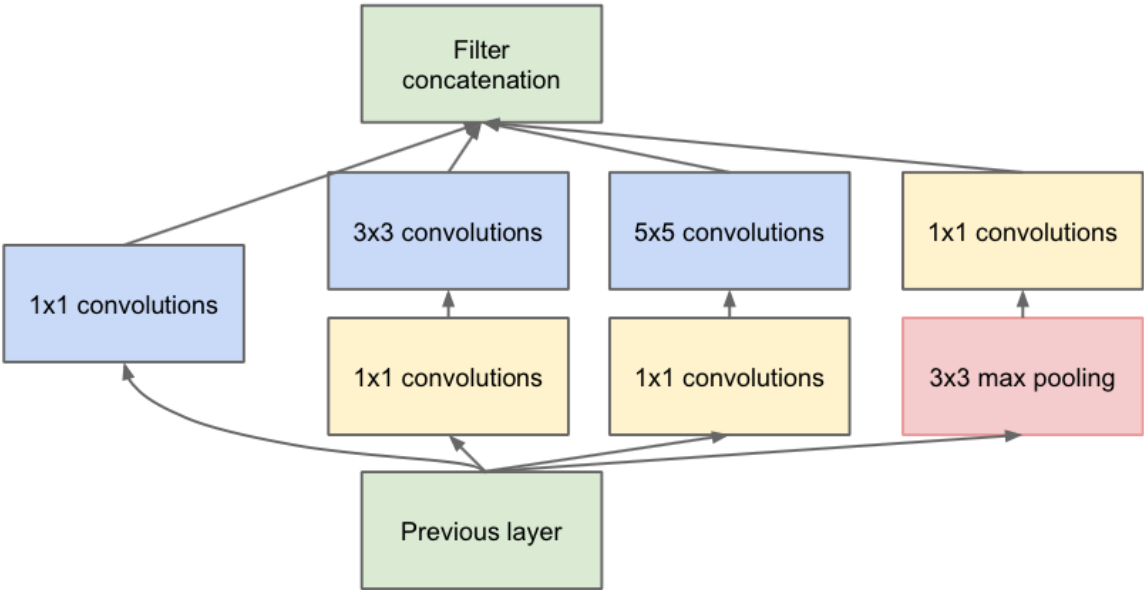 Filter
concatenation
3x3 convolutions
5x5 convolutions
1x1 convolutions
1x1 convolutions
1x1 convolutions
1x1 convolutions
3x3 max pooling
Previous layer